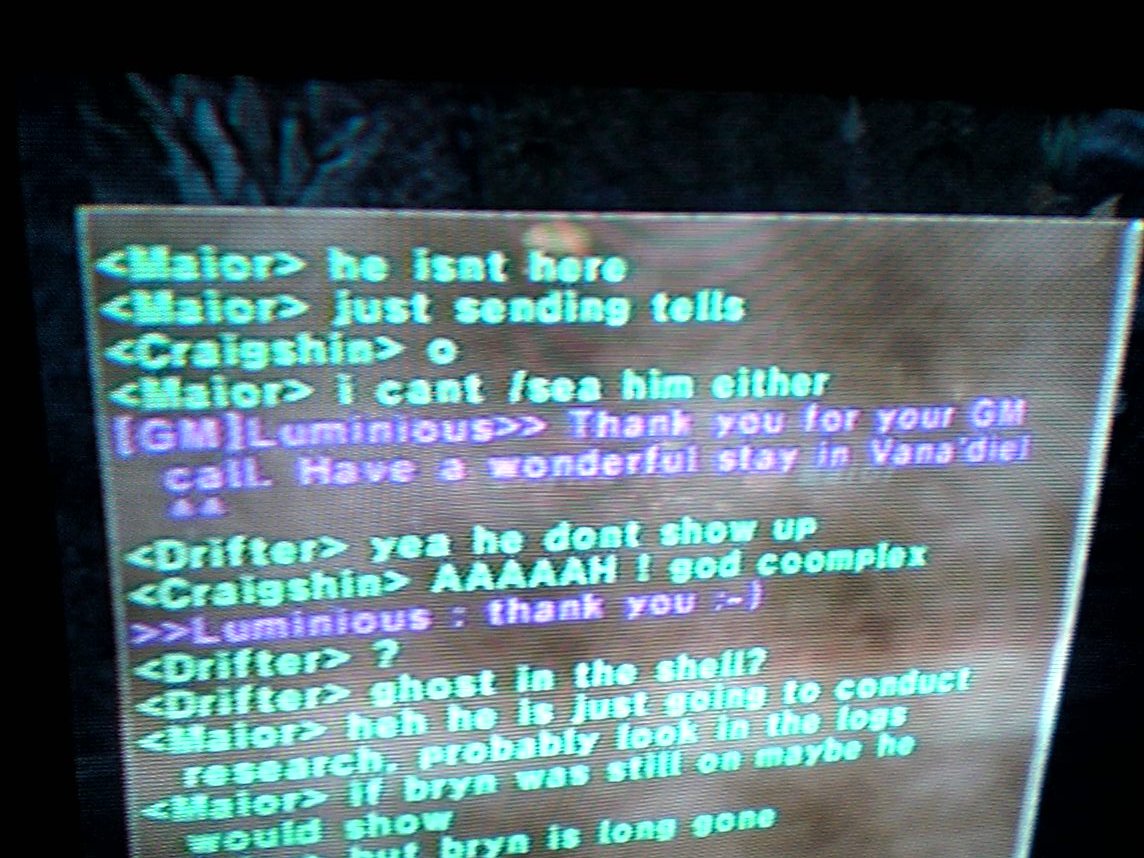 <Maior> he isnt here
<Maior> just sending tells
<Craigshin> o
<Maior> i cant /sea him either
[GM]Luminious>> Thank you for your GM
call. Have a wonderful stay in Vana'diel
^^
<Drifter> yea he dont show up
<Craigshin> AAAAAH ! god coomplex
>>Luminious : thank you :-)
<Drifter> ?
<Drifter> ghost in the shell?
<Maior> heh he is just going to conduct
research, probably look in the logs
<Maior> if bryn was still on maybe he
would show
but bryn is long gone